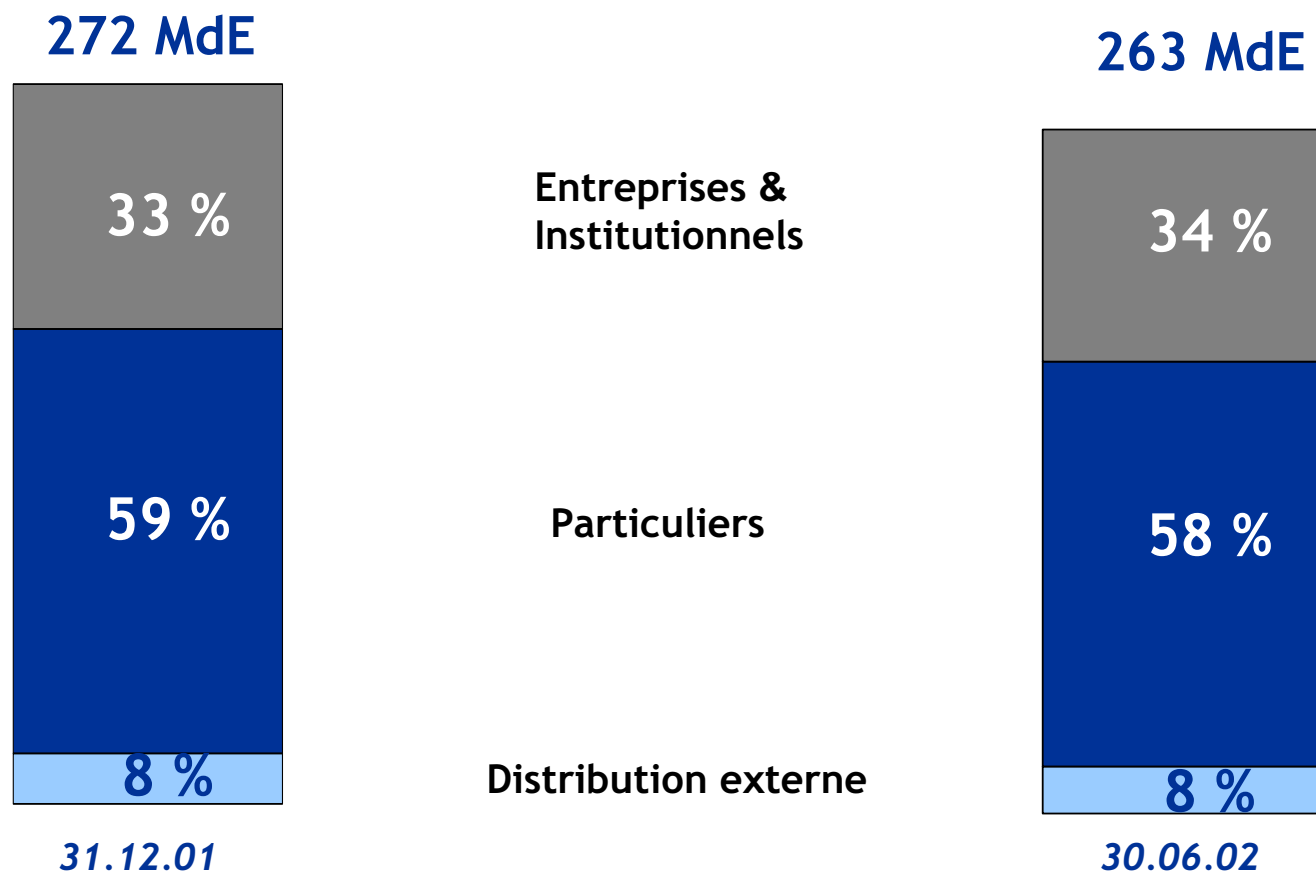 272 MdE
263 MdE
33 %
Entreprises &
Institutionnels
34 %
59 %
Particuliers
58 %
8 %
Distribution externe
8 %
31.12.01
30.06.02